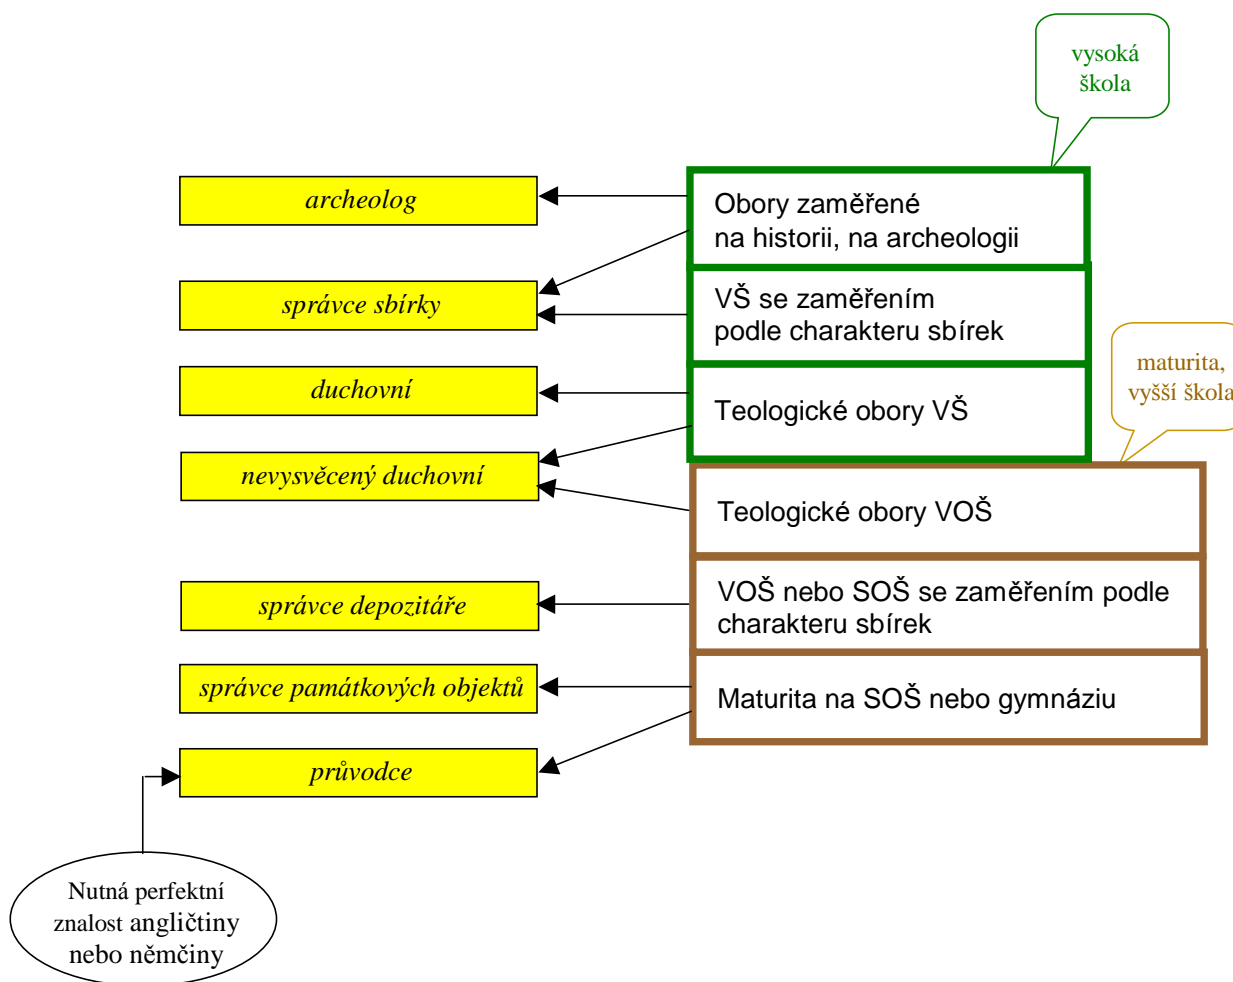 vysoká
škola
archeolog
Obory zaměřené
na historii, na archeologii
správce sbírky
VŠ se zaměřením
podle charakteru sbírek
maturita,
vyšší škola
duchovní
Teologické obory VŠ
nevysvěcený duchovní
Teologické obory VOŠ
správce depozitáře
VOŠ nebo SOŠ se zaměřením podle
charakteru sbírek
správce památkových objektů
Maturita na SOŠ nebo gymnáziu
průvodce
Nutná perfektní
znalost angličtiny
nebo němčiny